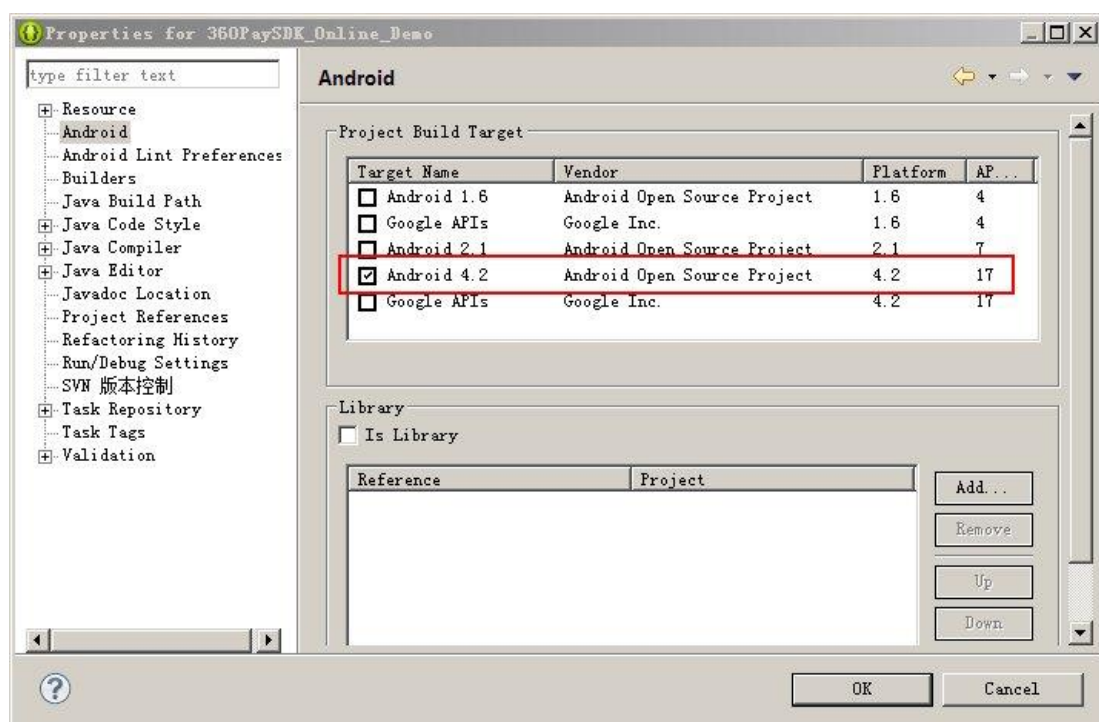 Properties for 360PaySDK_Online_Demo
type filter text
Android
Resource
Android
Android Lint Preferences
Builders
Java Build Path
Java Code Style
Java Compiler
Java Editor
Javadoc Location
Project References
Refactoring History
Run/Debug Settings
SVN 版本控制
Task Repository
Task Tags
Validation
Project Build Target
Target Name Vendor Platform AP...
Android 1.6 Android Open Source Project 1.6 4
Google APIs Google Inc. 1.6 4
Android 2.1 Android Open Source Project 2.1 7
Android 4.2 Android Open Source Project 4.2 17
Google APIs Google Inc. 4.2 17
Library
Is Library
Reference Project
Add...
Remove
Up
Down
OK Cancel